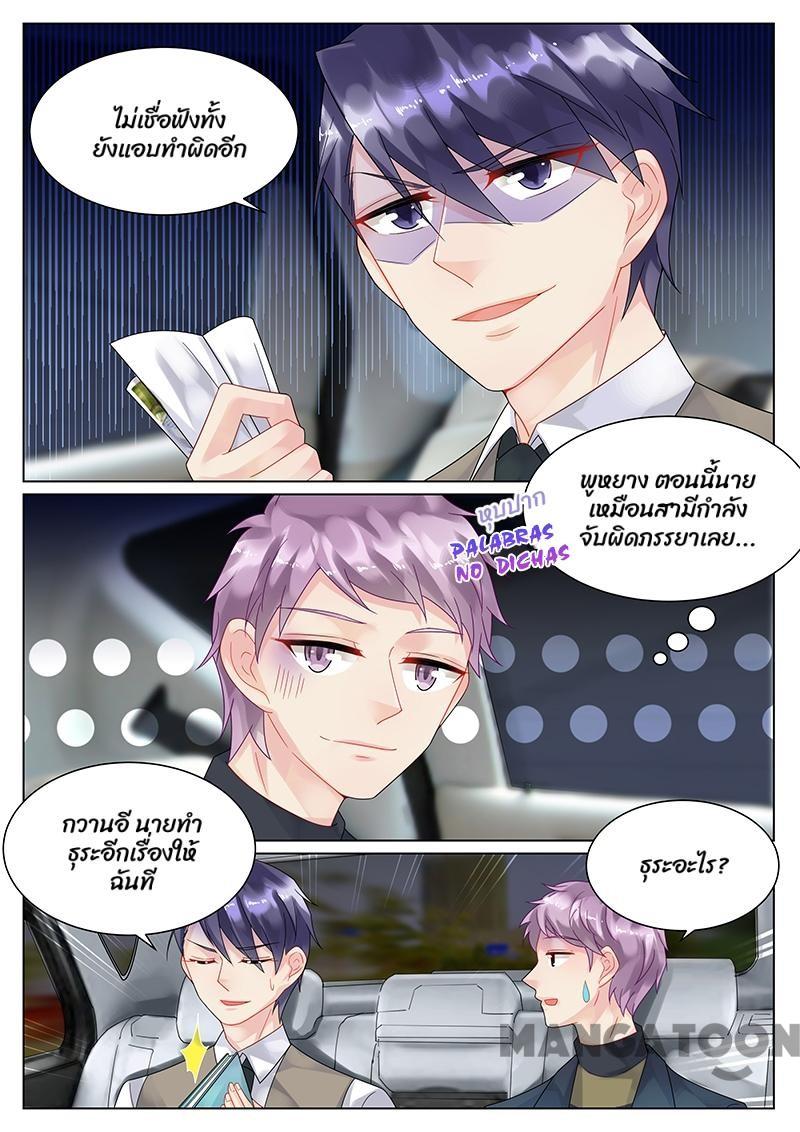 ไม่เชื่อฟังทั้ง
ยังแอบทำผิดอีก
พูหยาง ตอนนี้นาย
เหมือนสามีกำลัง
จับผิดภรรยาเลย...
หุบปาก
PALABRAS
NO DICHAS
กวานอี นายทำ
ธุระอีกเรื่องให้
ฉันที
ธุระอะไร?
MANGATOON